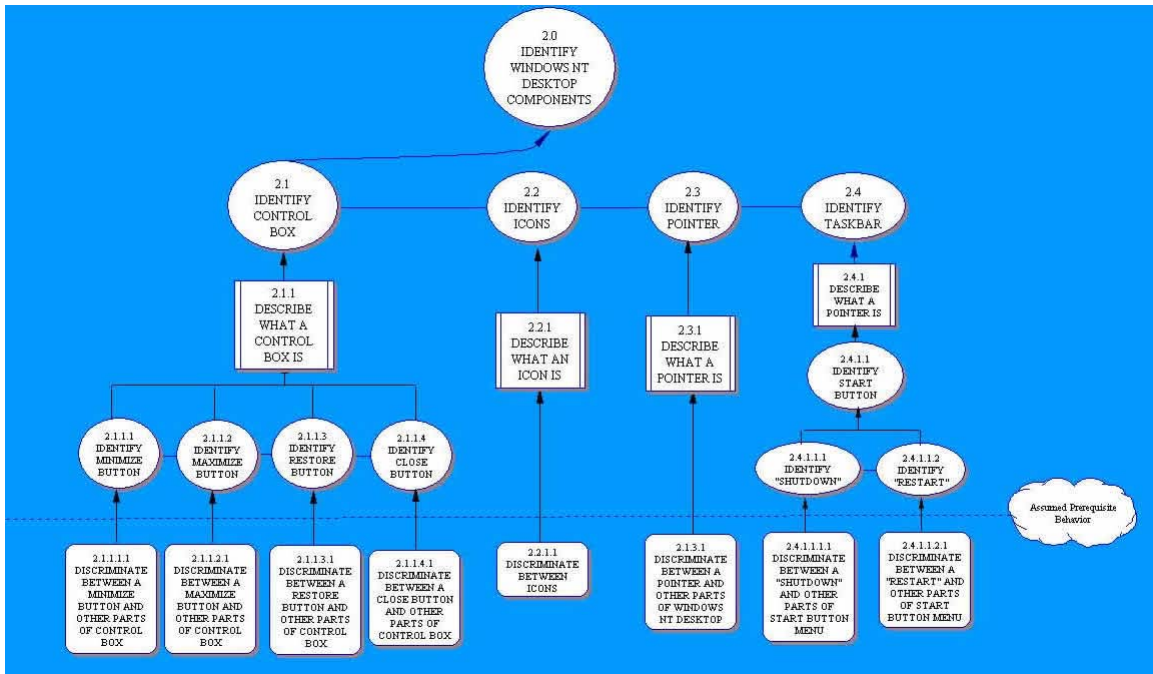 2.0
IDENTIFY
WINDOWS NT
DESKTOP
COMPONENTS
2.1
IDENTIFY
CONTROL
BOX
2.2
IDENTIFY
ICONS
2.3
IDENTIFY
POINTER
2.4
IDENTIFY
TASKBAR
2.1.1
DESCRIBE
WHAT A
CONTROL
BOX IS
2.2.1
DESCRIBE
WHAT AN
ICON IS
2.3.1
DESCRIBE
WHAT A
POINTER IS
2.4.1
DESCRIBE
WHAT A
POINTER IS
2.4.1.1
IDENTIFY
START
BUTTON
2.1.1.1
IDENTIFY
MINIMIZE
BUTTON
2.1.1.2
IDENTIFY
MAXIMIZE
BUTTON
2.1.1.3
IDENTIFY
RESTORE
BUTTON
2.1.1.4
IDENTIFY
CLOSE
BUTTON
2.4.1.1.1
IDENTIFY
"SHUTDOWN"
2.4.1.1.2
IDENTIFY
"RESTART"
Assumed Prerequisite
Behavior
2.1.1.1.1
DISCRIMINATE
BETWEEN A
MINIMIZE
BUTTON AND
OTHER PARTS
OF CONTROL
BOX
2.1.1.2.1
DISCRIMINATE
BETWEEN A
MAXIMIZE
BUTTON AND
OTHER PARTS
OF CONTROL
BOX
2.1.1.3.1
DISCRIMINATE
BETWEEN A
RESTORE
BUTTON AND
OTHER PARTS
OF CONTROL
BOX
2.1.1.4.1
DISCRIMINATE
BETWEEN A
CLOSE BUTTON
AND OTHER
PARTS OF
CONTROL BOX
2.2.1.1
DISCRIMINATE
BETWEEN
ICONS
2.1.3.1
DISCRIMINATE
BETWEEN A
POINTER AND
OTHER PARTS
OF WINDOWS
NT DESKTOP
2.4.1.1.1.1
DISCRIMINATE
BETWEEN A
"SHUTDOWN"
AND OTHER
PARTS OF
START BUTTON
MENU
2.4.1.1.2.1
DISCRIMINATE
BETWEEN A
"RESTART" AND
OTHER PARTS
OF START
BUTTON MENU